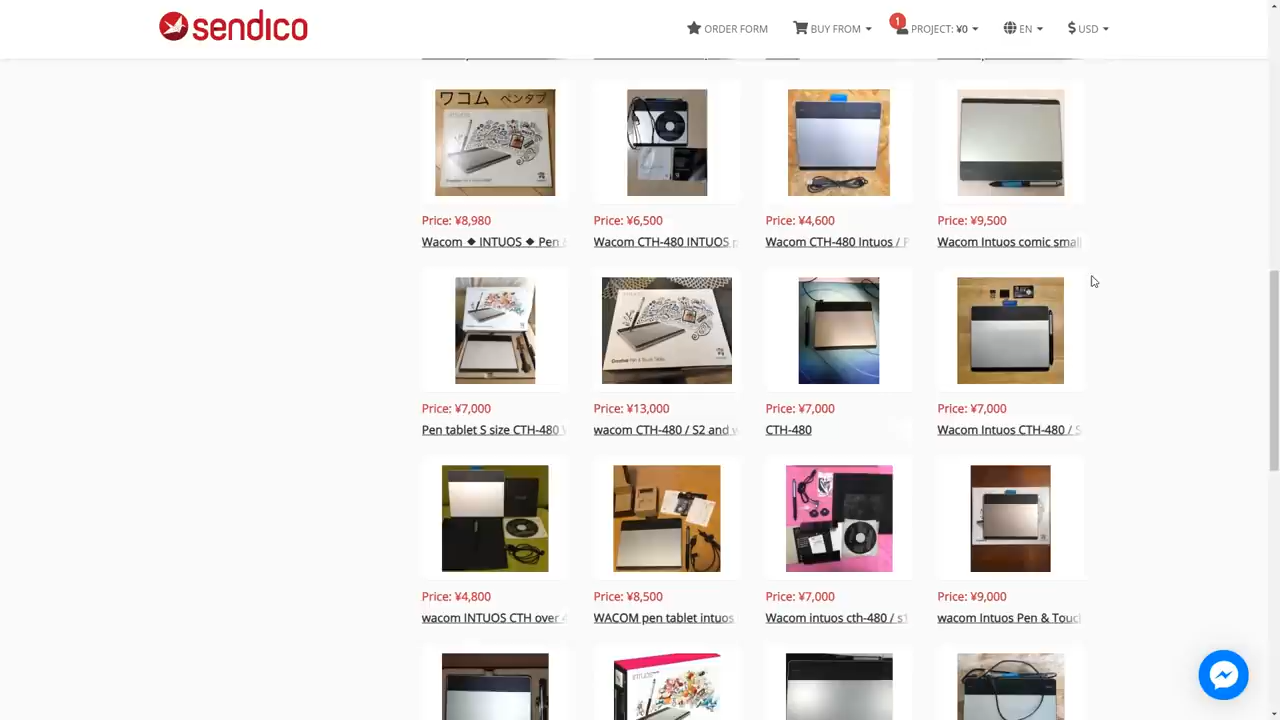 sendico
ORDER FORM
BUY FROM
1
PROJECT: ¥0
EN
$ USD
ワコム ペンタブ
Price: ¥8,980
Price: ¥6,500
Price: ¥4,600
Price: ¥9,500
Wacom ◆ INTUOS ◆ Pen &
Wacom CTH-480 INTUOS p
Wacom CTH-480 Intuos / P
Wacom Intuos comic small
Price: ¥7,000
Price: ¥13,000
Price: ¥7,000
Price: ¥7,000
Pen tablet S size CTH-480 W
wacom CTH-480 / S2 and w
CTH-480
Wacom Intuos CTH-480 / S
Price: ¥4,800
Price: ¥8,500
Price: ¥7,000
Price: ¥9,000
wacom INTUOS CTH over 4
WACOM pen tablet intuos
Wacom intuos cth-480 / s1
wacom Intuos Pen & Touc
INTUOS